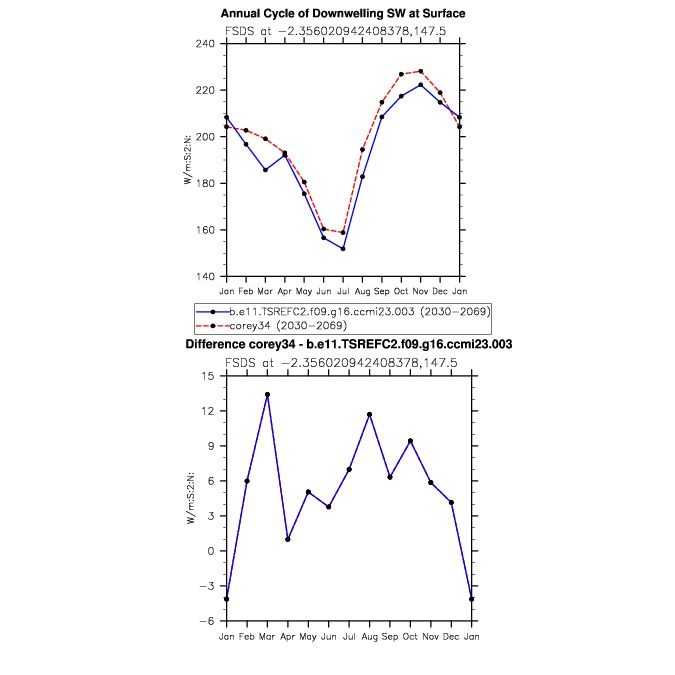 Annual Cycle of Downwelling SW at Surface
FSDS at −2.356020942408378,147.5
240
220
200
180
160
140
W/m:S:2:N:
Jan Feb Mar Apr May Jun Jul Aug Sep Oct Nov Dec Jan
b.e11.TSREFC2.f09.g16.ccmi23.003 (2030−2069)
corey34 (2030−2069)
Difference corey34 - b.e11.TSREFC2.f09.g16.ccmi23.003
FSDS at −2.356020942408378,147.5
15
12
9
6
3
0
−3
−6
W/m:S:2:N:
Jan Feb Mar Apr May Jun Jul Aug Sep Oct Nov Dec Jan